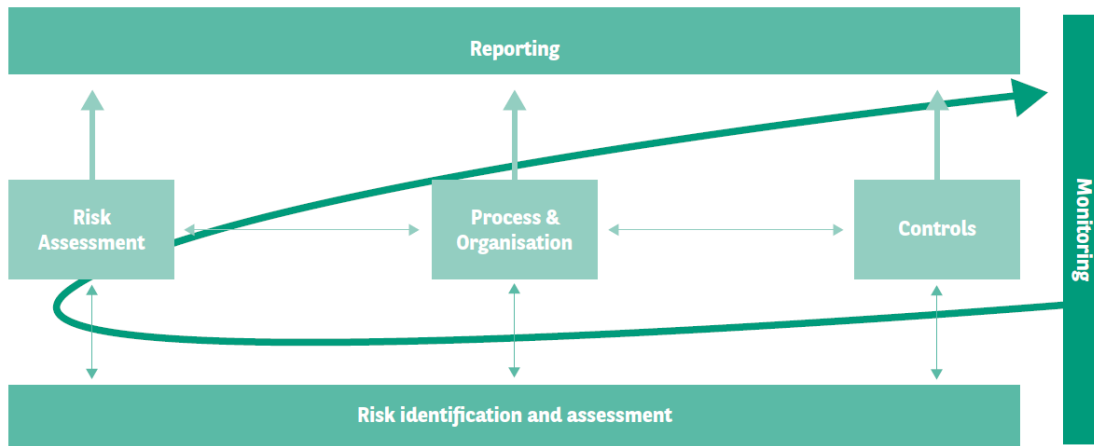 Reporting
Risk
Assessment
Process &
Organisation
Controls
Monitoring
Risk identification and assessment